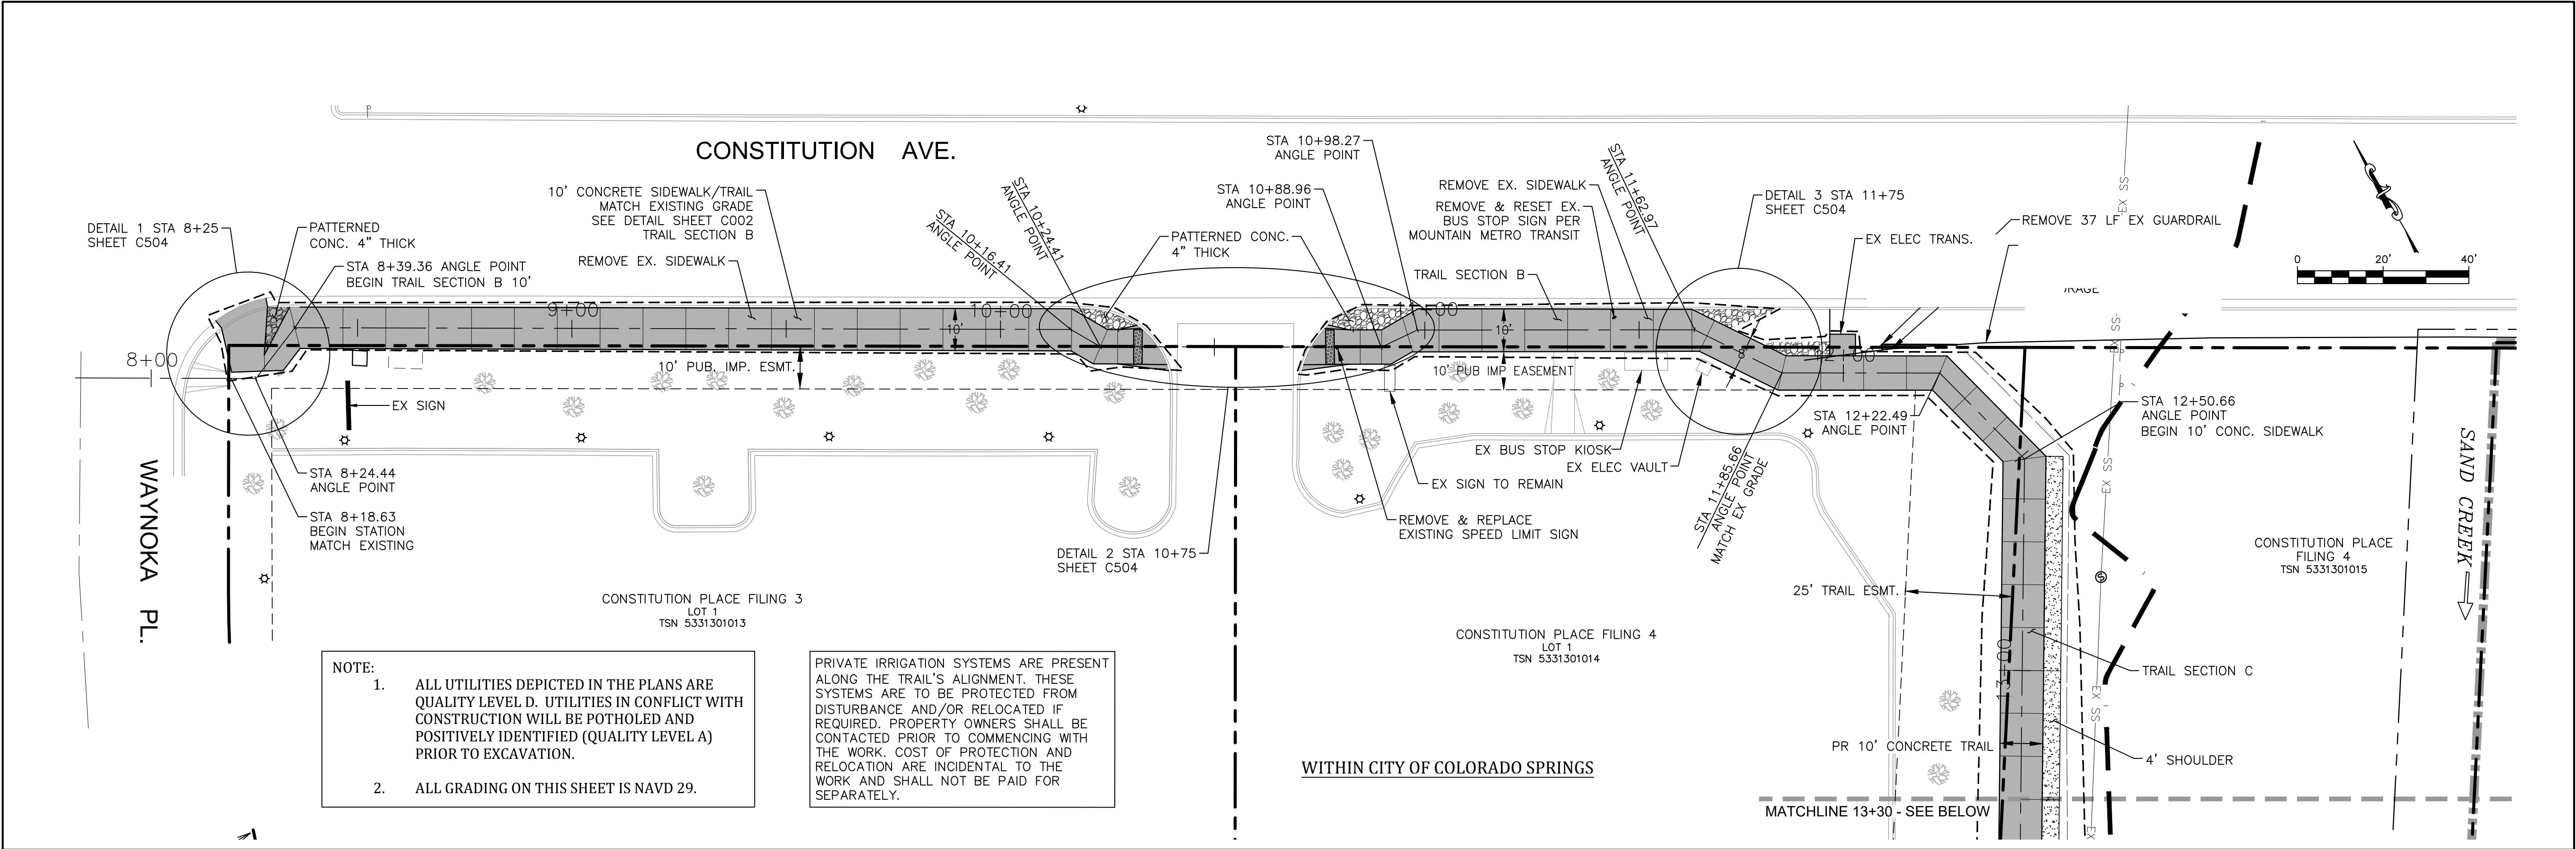 CONSTITUTION AVE.
DETAIL 1 STA 8+25
SHEET C504
PATTERNED
CONC. 4" THICK
STA 8+39.36 ANGLE POINT
BEGIN TRAIL SECTION B 10'
10' CONCRETE SIDEWALK/TRAIL
MATCH EXISTING GRADE
SEE DETAIL SHEET C002
TRAIL SECTION B
REMOVE EX. SIDEWALK
STA 10+16.41
ANGLE POINT
STA 10+24.41
ANGLE POINT
PATTERNED CONC.
4" THICK
STA 10+88.96
ANGLE POINT
STA 10+98.27
ANGLE POINT
REMOVE EX. SIDEWALK
REMOVE & RESET EX.
BUS STOP SIGN PER
MOUNTAIN METRO TRANSIT
TRAIL SECTION B
STA 11+62.97
ANGLE POINT
DETAIL 3 STA 11+75
SHEET C504
EX ELEC TRANS.
REMOVE 37 LF EX GUARDRAIL
EX SS
0 20' 40'
8+00
9+00
10+00
11+00
12+00
13+00
10'
10'
8'
10' PUB. IMP. ESMT.
10' PUB IMP EASEMENT
EX SIGN
STA 8+24.44
ANGLE POINT
STA 8+18.63
BEGIN STATION
MATCH EXISTING
WAYNOKA PL.
DETAIL 2 STA 10+75
SHEET C504
EX BUS STOP KIOSK
EX ELEC VAULT
EX SIGN TO REMAIN
REMOVE & REPLACE
EXISTING SPEED LIMIT SIGN
STA 11+85.66
ANGLE POINT
MATCH EX GRADE
STA 12+22.49
ANGLE POINT
STA 12+50.66
ANGLE POINT
BEGIN 10' CONC. SIDEWALK
EX SS
EX SS
EX SS
EX
SAND CREEK
CONSTITUTION PLACE
FILING 4
TSN 5331301015
CONSTITUTION PLACE FILING 3
LOT 1
TSN 5331301013
CONSTITUTION PLACE FILING 4
LOT 1
TSN 5331301014
25' TRAIL ESMT.
TRAIL SECTION C
PR 10' CONCRETE TRAIL
4' SHOULDER
WITHIN CITY OF COLORADO SPRINGS
MATCHLINE 13+30 - SEE BELOW
NOTE:
1. ALL UTILITIES DEPICTED IN THE PLANS ARE
QUALITY LEVEL D. UTILITIES IN CONFLICT WITH
CONSTRUCTION WILL BE POTHOLED AND
POSITIVELY IDENTIFIED (QUALITY LEVEL A)
PRIOR TO EXCAVATION.
2. ALL GRADING ON THIS SHEET IS NAVD 29.
PRIVATE IRRIGATION SYSTEMS ARE PRESENT
ALONG THE TRAIL'S ALIGNMENT. THESE
SYSTEMS ARE TO BE PROTECTED FROM
DISTURBANCE AND/OR RELOCATED IF
REQUIRED. PROPERTY OWNERS SHALL BE
CONTACTED PRIOR TO COMMENCING WITH
THE WORK. COST OF PROTECTION AND
RELOCATION ARE INCIDENTAL TO THE
WORK AND SHALL NOT BE PAID FOR
SEPARATELY.